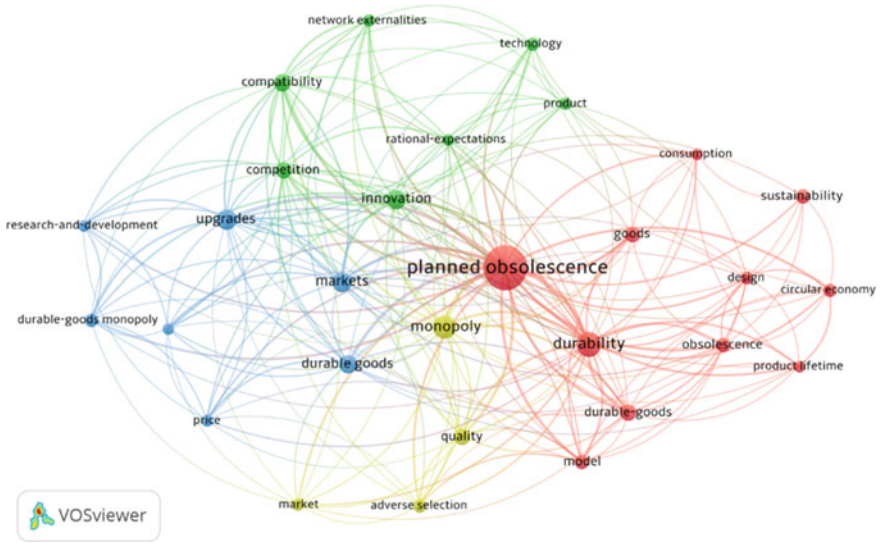 network externalities
technology
compatibility
product
rational-expectations
consumption
competition
sustainability
innovation
upgrades
research-and-development
goods
planned obsolescence
markets
design
circular economy
durable-goods monopoly
monopoly
durability
obsolescence
durable goods
product lifetime
price
durable-goods
quality
model
market
adverse selection
VOSviewer